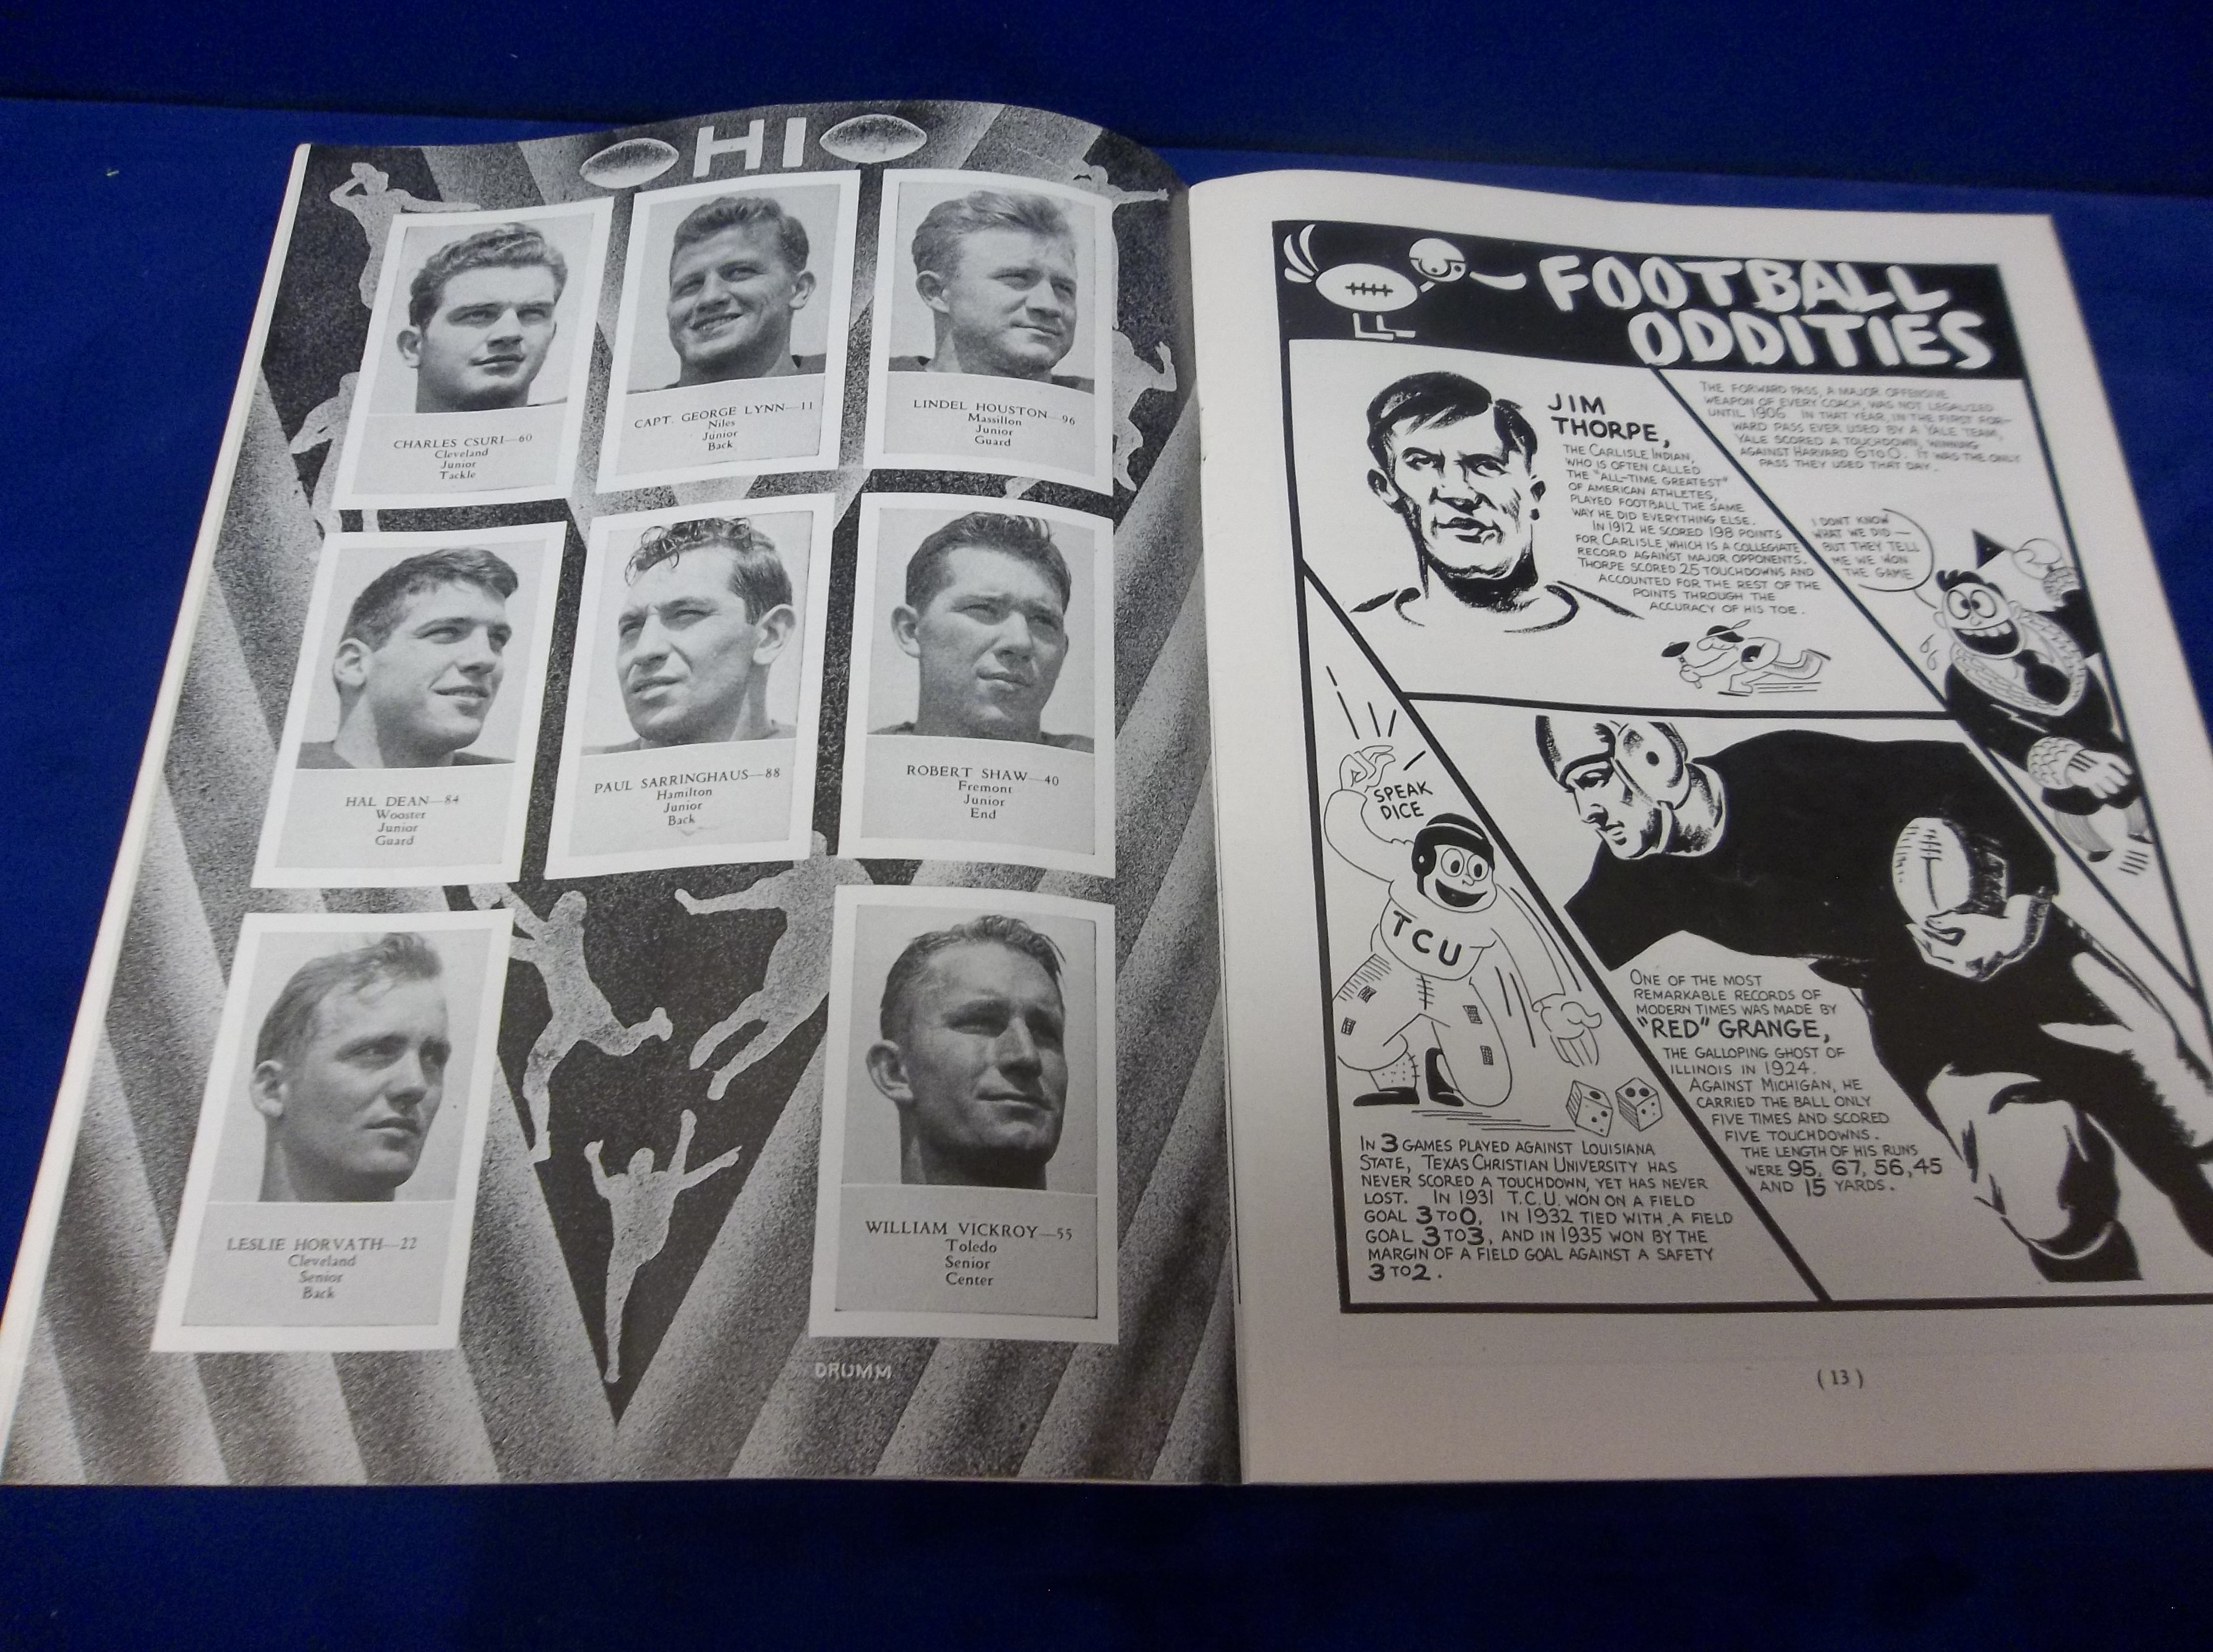 HI
CHARLES CSURI—60
Cleveland
Junior
Tackle
CAPT. GEORGE LYNN—11
Niles
Junior
Back
LINDEL HOUSTON—96
Massillon
Junior
Guard
HAL DEAN—84
Wooster
Junior
Guard
PAUL SARRINGHAUS—88
Hamilton
Junior
Back
ROBERT SHAW—40
Fremont
Junior
End
LESLIE HORVATH—22
Cleveland
Senior
Back
WILLIAM VICKROY—55
Toledo
Senior
Center
DRUMM
FOOTBALL
ODDITIES
JIM
THORPE,
THE CARLISLE INDIAN,
WHO IS OFTEN CALLED
THE "ALL-TIME GREATEST"
OF AMERICAN ATHLETES,
PLAYED FOOTBALL THE SAME
WAY HE DID EVERYTHING ELSE.
IN 1912 HE SCORED 198 POINTS
FOR CARLISLE, WHICH IS A COLLEGIATE
RECORD AGAINST MAJOR OPPONENTS.
THORPE SCORED 25 TOUCHDOWNS AND
ACCOUNTED FOR THE REST OF THE
POINTS THROUGH THE
ACCURACY OF HIS TOE.
THE FORWARD PASS, A MAJOR OFFENSIVE
WEAPON OF EVERY COACH, WAS NOT LEGALIZED
UNTIL 1906. IN THAT YEAR, IN THE FIRST FOR-
WARD PASS EVER USED BY A YALE TEAM,
YALE SCORED A TOUCHDOWN, WINNING
AGAINST HARVARD 6 TO 0. IT WAS THE ONLY
PASS THEY USED THAT DAY.
I DON'T KNOW
WHAT WE DID —
BUT THEY TELL
ME WE WON
THE GAME
SPEAK
DICE
TCU
IN 3 GAMES PLAYED AGAINST LOUISIANA
STATE, TEXAS CHRISTIAN UNIVERSITY HAS
NEVER SCORED A TOUCHDOWN, YET HAS NEVER
LOST. IN 1931 T.C.U. WON ON A FIELD
GOAL 3 TO 0, IN 1932 TIED WITH A FIELD
GOAL 3 TO 3, AND IN 1935 WON BY THE
MARGIN OF A FIELD GOAL AGAINST A SAFETY
3 TO 2.
ONE OF THE MOST
REMARKABLE RECORDS OF
MODERN TIMES WAS MADE BY
"RED" GRANGE,
THE GALLOPING GHOST OF
ILLINOIS IN 1924.
AGAINST MICHIGAN, HE
CARRIED THE BALL ONLY
FIVE TIMES AND SCORED
FIVE TOUCHDOWNS.
THE LENGTH OF HIS RUNS
WERE 95, 67, 56, 45
AND 15 YARDS.
(13)